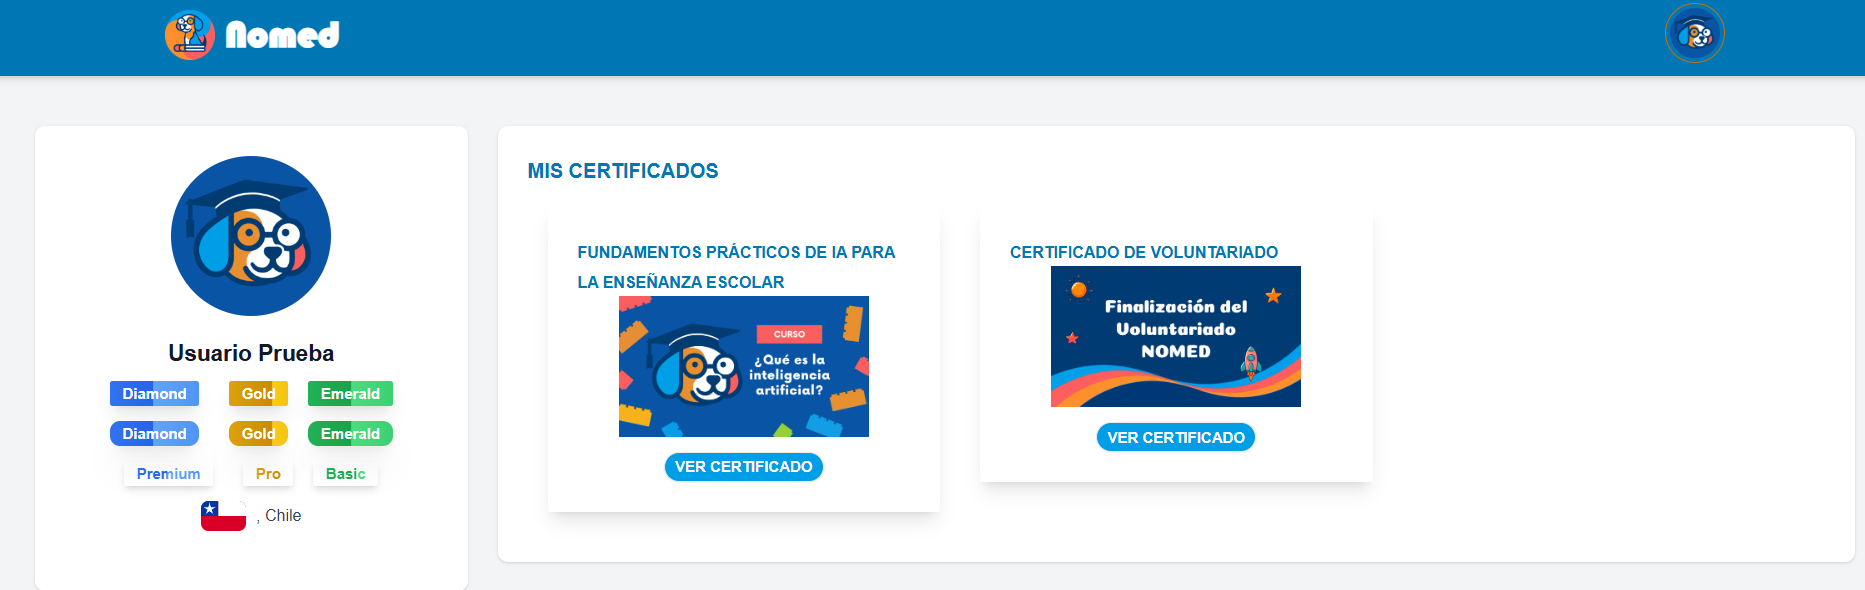 Nomed
Usuario Prueba
Diamond Gold Emerald
Diamond Gold Emerald
Premium Pro Basic
, Chile
MIS CERTIFICADOS
FUNDAMENTOS PRÁCTICOS DE IA PARA
LA ENSEÑANZA ESCOLAR
CURSO
¿Qué es la
inteligencia
artificial?
VER CERTIFICADO
CERTIFICADO DE VOLUNTARIADO
Finalización del
Voluntariado
NOMED
VER CERTIFICADO